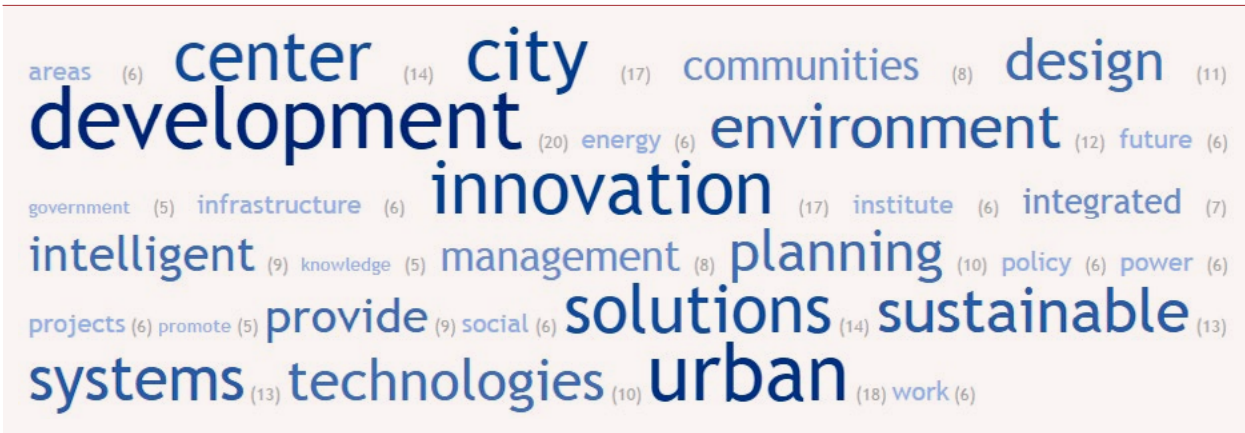 areas (6) center (14) city (17) communities (8) design (11)
development (20) energy (6) environment (12) future (6)
government (5) infrastructure (6) innovation (17) institute (6) integrated (7)
intelligent (9) knowledge (5) management (8) planning (10) policy (6) power (6)
projects (6) promote (5) provide (9) social (6) solutions (14) sustainable (13)
systems (13) technologies (10) urban (18) work (6)